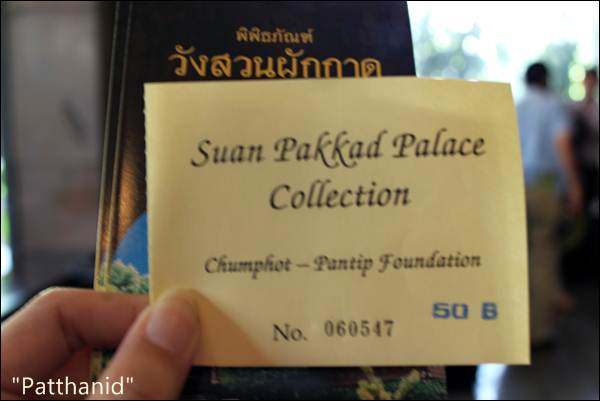 พิพิธภัณฑ์
วังสวนผักกาด
Suan Pakkad Palace
Collection
Chumphot – Pantip Foundation
50 B
No. 060547
"Patthanid"